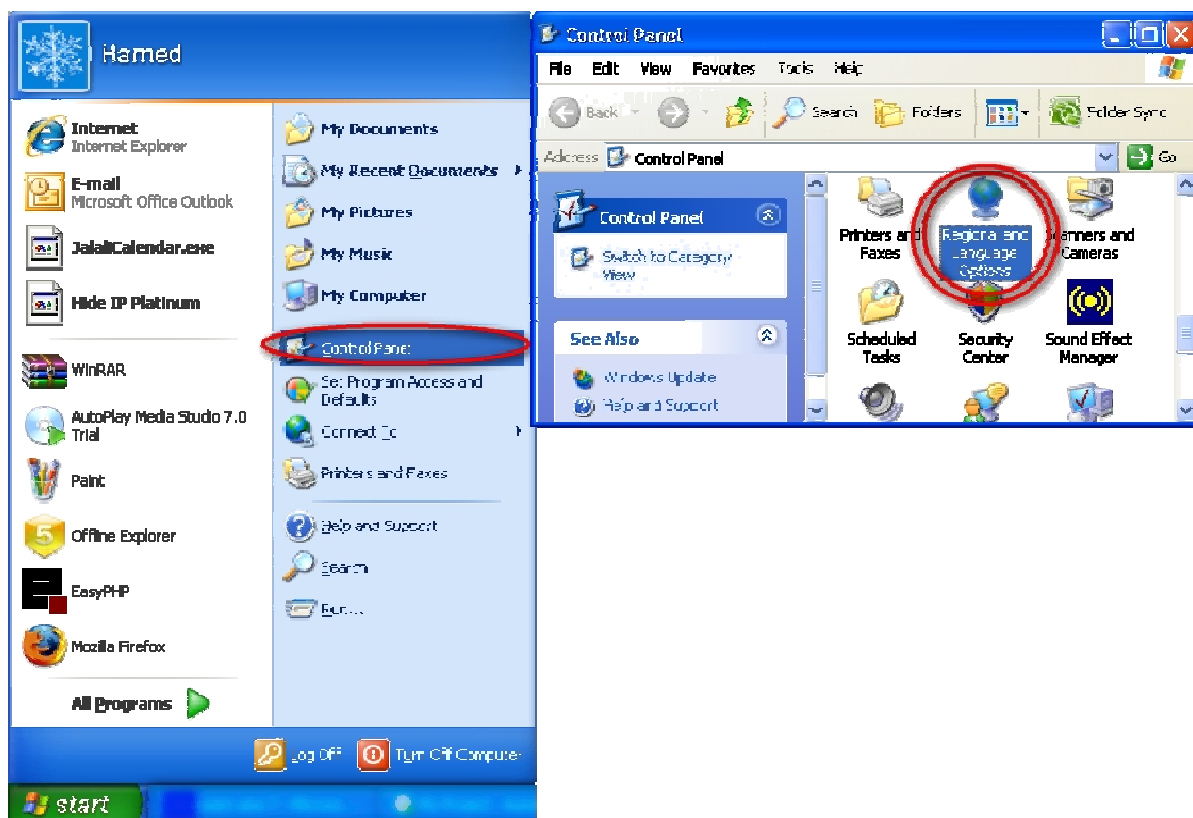 Hamed
Internet
Internet Explorer
E-mail
Microsoft Office Outlook
JalaliCalendar.exe
Hide IP Platinum
WinRAR
AutoPlay Media Studio 7.0
Trial
Paint
Offline Explorer
EasyPHP
Mozilla Firefox
All Programs
My Documents
My Recent Documents
My Pictures
My Music
My Computer
Control Panel
Set Program Access and
Defaults
Connect To
Printers and Faxes
Help and Support
Search
Run...
Log Off
Turn Off Computer
start
Control Panel
File Edit View Favorites Tools Help
Back Search Folders Folder Sync
Address Control Panel Go
Control Panel
Switch to Category
View
See Also
Windows Update
Help and Support
Printers and
Faxes
Regional and
Language
Options
Scanners and
Cameras
Scheduled
Tasks
Security
Center
Sound Effect
Manager